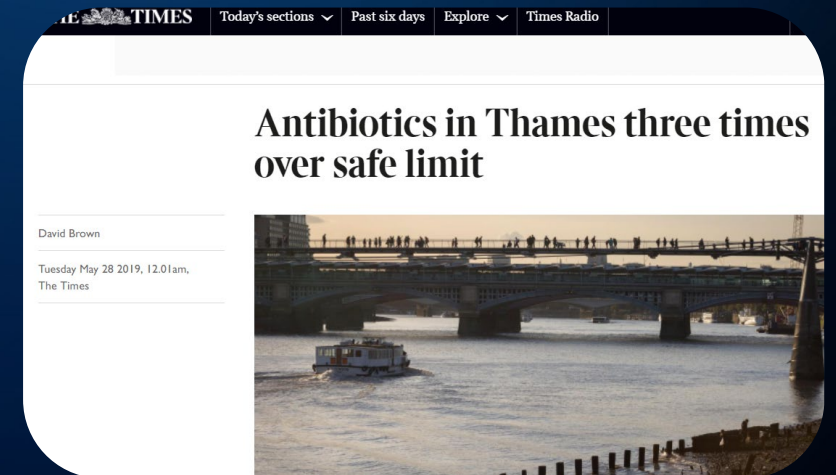 TIMES
Today's sections
Past six days
Explore
Times Radio
Antibiotics in Thames three times
over safe limit
David Brown
Tuesday May 28 2019, 12.01am,
The Times